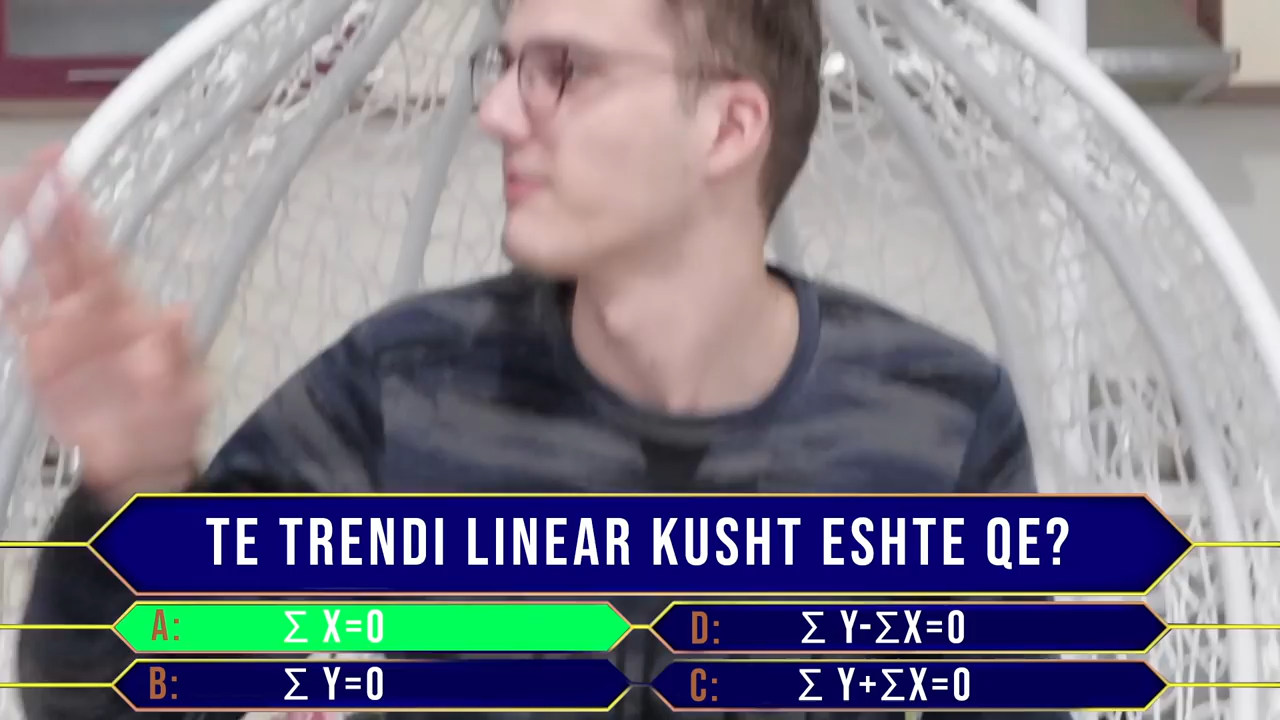 TE TRENDI LINEAR KUSHT ESHTE QE?
A: Σ X=0
D: Σ Y-ΣX=0
B: Σ Y=0
C: Σ Y+ΣX=0